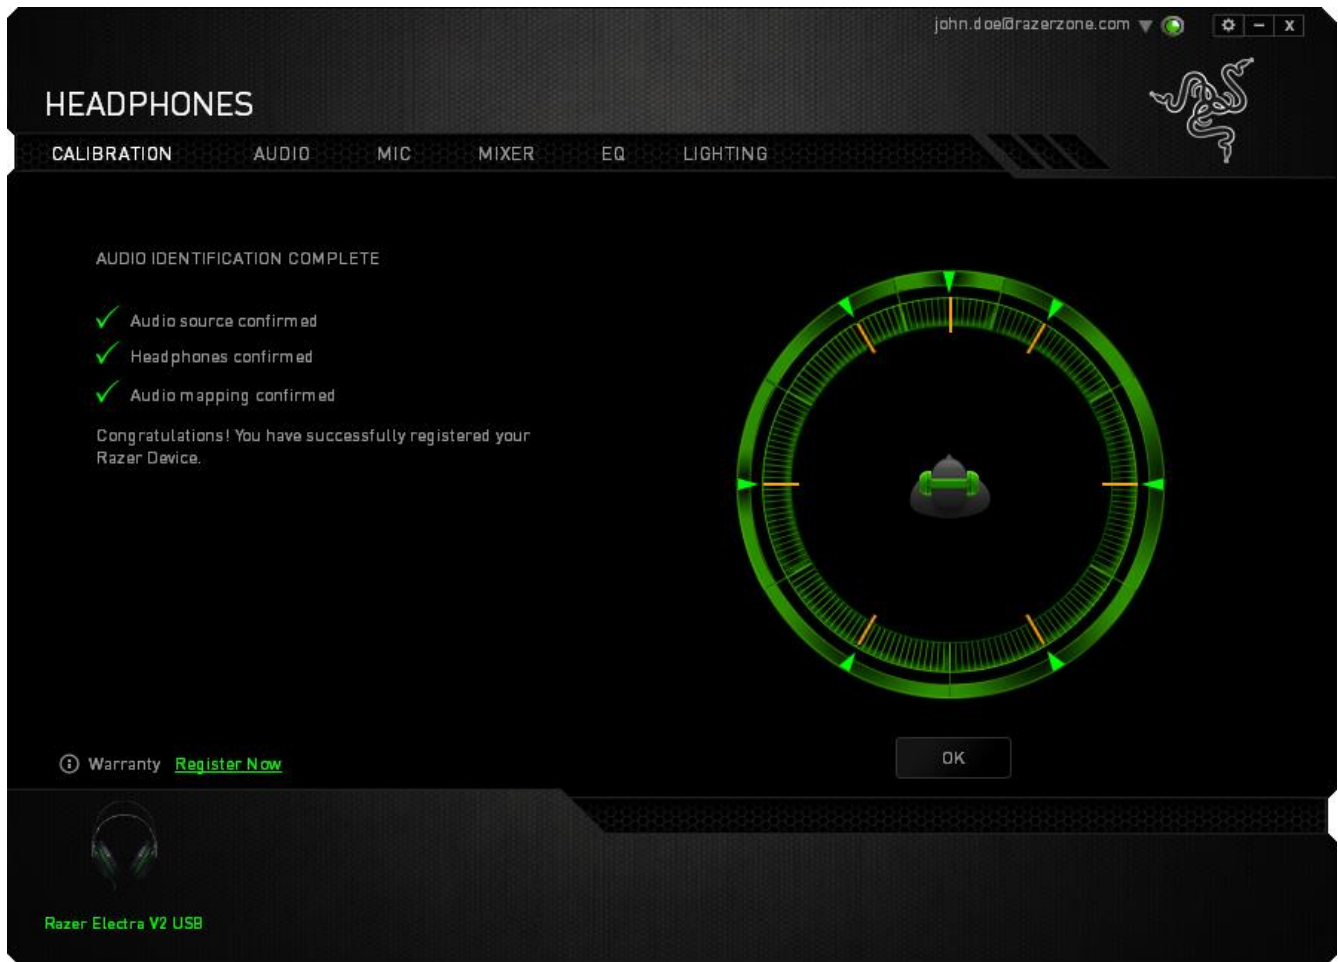 john.doe@razerzone.com
HEADPHONES
CALIBRATION AUDIO MIC MIXER EQ LIGHTING
AUDIO IDENTIFICATION COMPLETE
Audio source confirmed
Headphones confirmed
Audio mapping confirmed
Congratulations! You have successfully registered your
Razer Device.
Warranty Register Now
OK
Razer Electra V2 USB